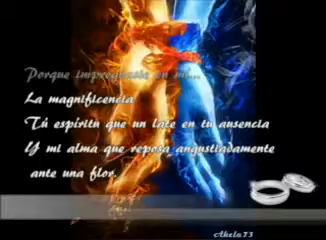 Porque impregnaste en mi...
La magnificencia
Tú espíritu que un late en tu ausencia
Y mi alma que reposa angustiadamente
ante una flor.
Akela73